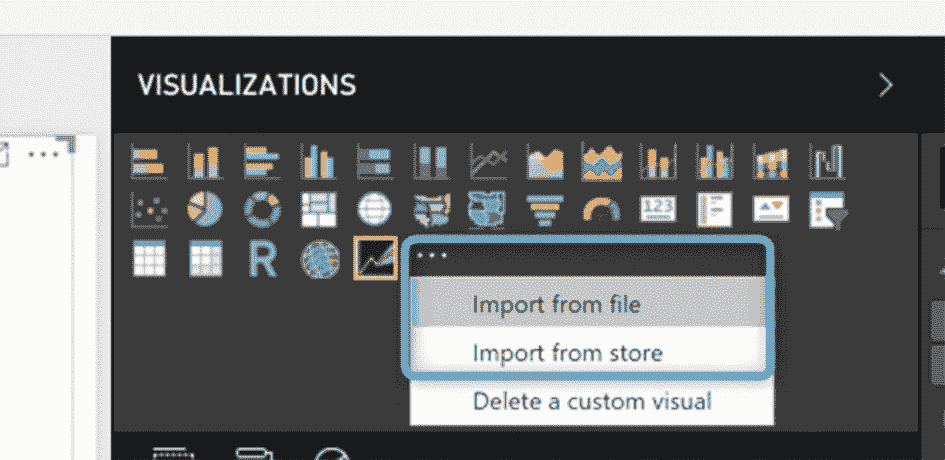 VISUALIZATIONS
123
R
Import from file
Import from store
Delete a custom visual